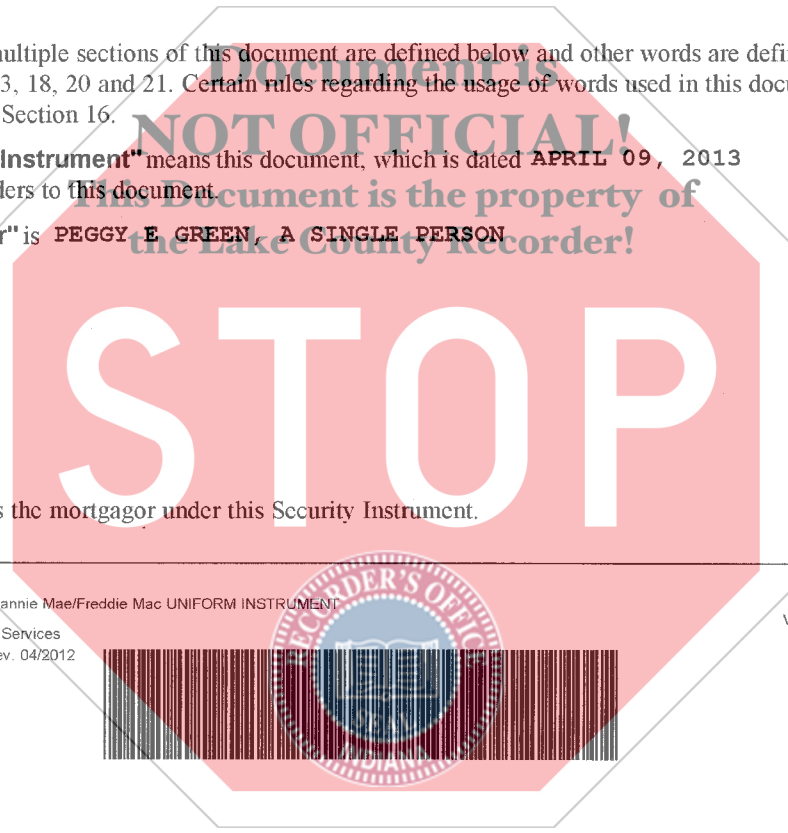 ultiple sections of this document are defined below and other words are defin
3, 18, 20 and 21. Certain rules regarding the usage of words used in this docu
Section 16.
Document is
NOT OFFICIAL!
This Document is the property of
the Lake County Recorder!
Instrument" means this document, which is dated APRIL 09, 2013
ders to this document.
r" is PEGGY E GREEN, A SINGLE PERSON
STOP
s the mortgagor under this Security Instrument.
annie Mae/Freddie Mac UNIFORM INSTRUMENT
Services
ev. 04/2012
V
RECORDER'S OFFICE
SEAL
INDIANA